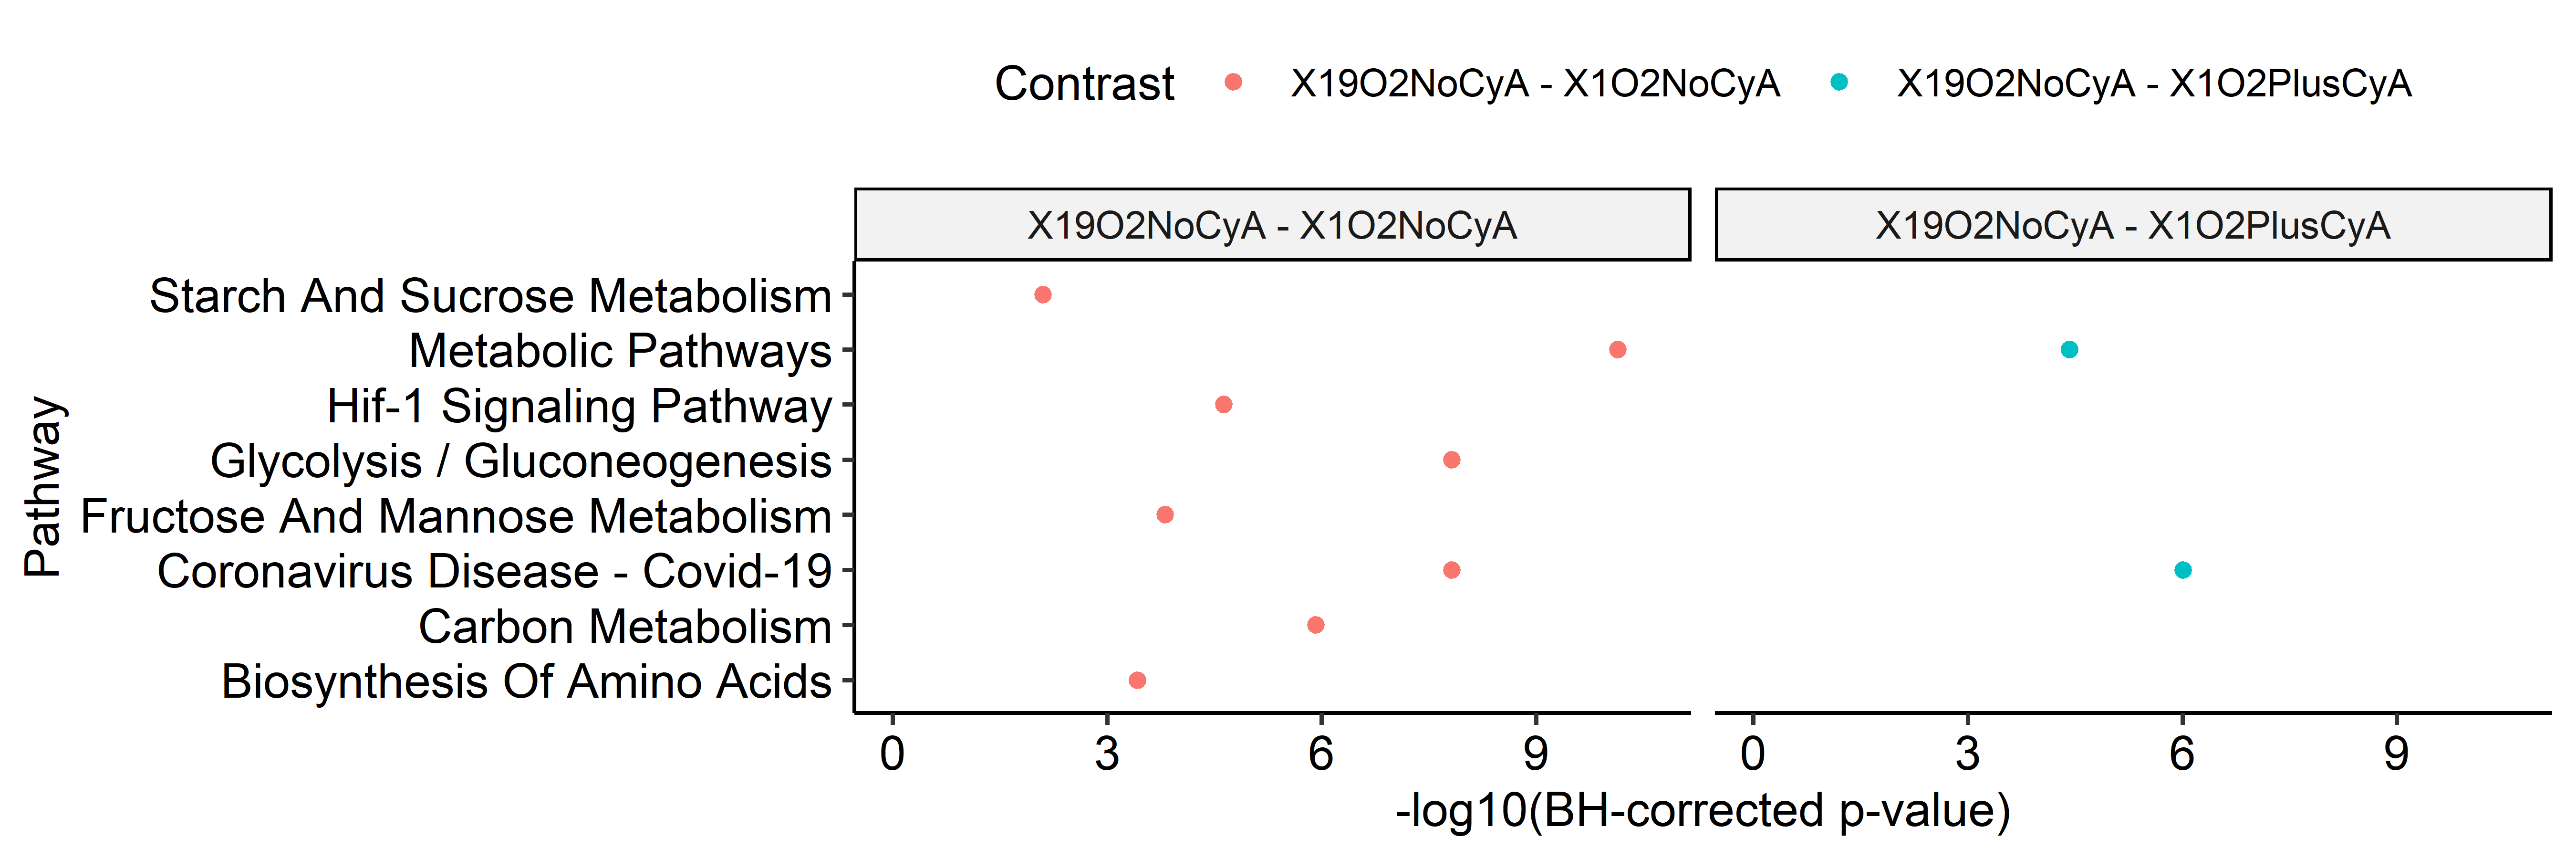 Contrast X19O2NoCyA - X1O2NoCyA X19O2NoCyA - X1O2PlusCyA
X19O2NoCyA - X1O2NoCyA X19O2NoCyA - X1O2PlusCyA
Pathway
Starch And Sucrose Metabolism
Metabolic Pathways
Hif-1 Signaling Pathway
Glycolysis / Gluconeogenesis
Fructose And Mannose Metabolism
Coronavirus Disease - Covid-19
Carbon Metabolism
Biosynthesis Of Amino Acids
0 3 6 9 0 3 6 9
-log10(BH-corrected p-value)